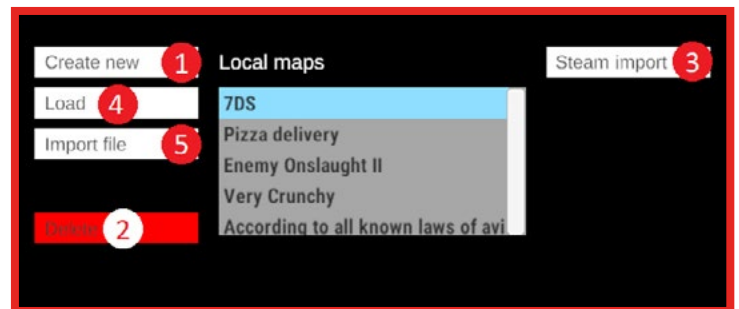 Create new 1
Load 4
Import file 5
Delete 2
Local maps
7DS
Pizza delivery
Enemy Onslaught II
Very Crunchy
According to all known laws of avi
Steam import 3